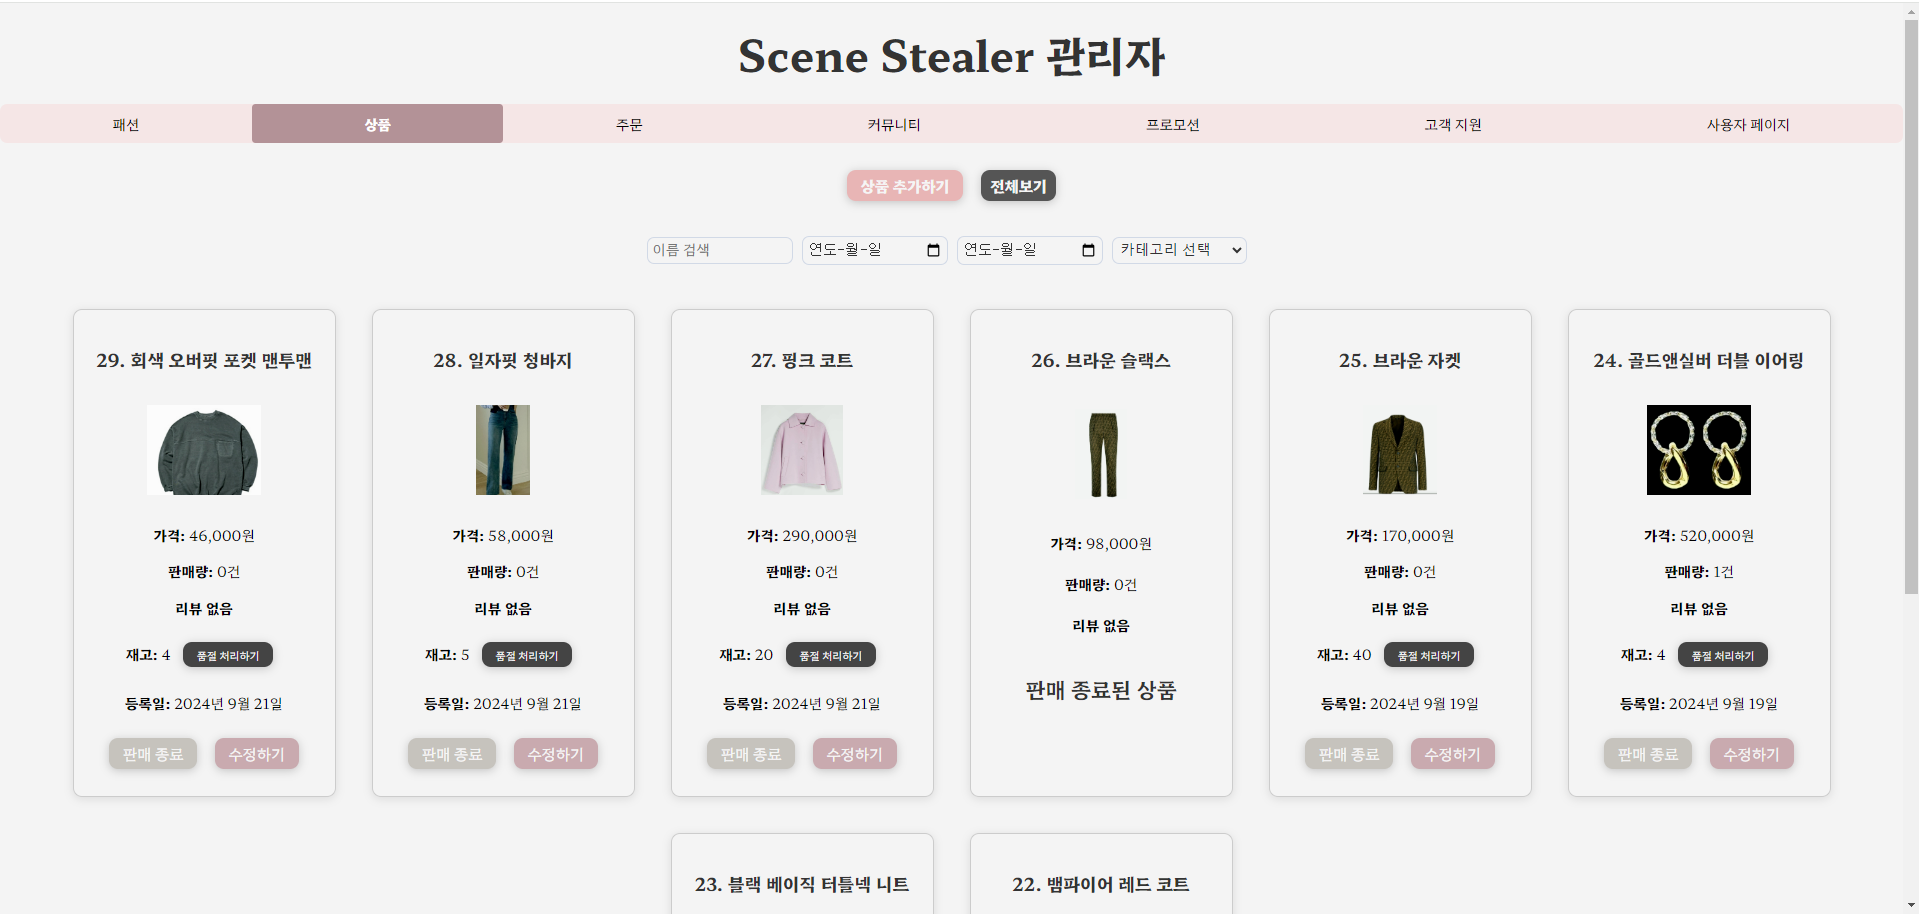 Scene Stealer 관리자
패션 상품 주문 커뮤니티 프로모션 고객 지원 사용자 페이지
상품 추가하기 전체보기
이름 검색 연도-월-일 연도-월-일 카테고리 선택
29. 회색 오버핏 포켓 맨투맨
가격: 46,000원
판매량: 0건
리뷰 없음
재고: 4 품절 처리하기
등록일: 2024년 9월 21일
판매 종료 수정하기
28. 일자핏 청바지
가격: 58,000원
판매량: 0건
리뷰 없음
재고: 5 품절 처리하기
등록일: 2024년 9월 21일
판매 종료 수정하기
27. 핑크 코트
가격: 290,000원
판매량: 0건
리뷰 없음
재고: 20 품절 처리하기
등록일: 2024년 9월 21일
판매 종료 수정하기
26. 브라운 슬랙스
가격: 98,000원
판매량: 0건
리뷰 없음
판매 종료된 상품
25. 브라운 자켓
가격: 170,000원
판매량: 0건
리뷰 없음
재고: 40 품절 처리하기
등록일: 2024년 9월 19일
판매 종료 수정하기
24. 골드앤실버 더블 이어링
가격: 520,000원
판매량: 1건
리뷰 없음
재고: 4 품절 처리하기
등록일: 2024년 9월 19일
판매 종료 수정하기
23. 블랙 베이직 터틀넥 니트
22. 뱀파이어 레드 코트